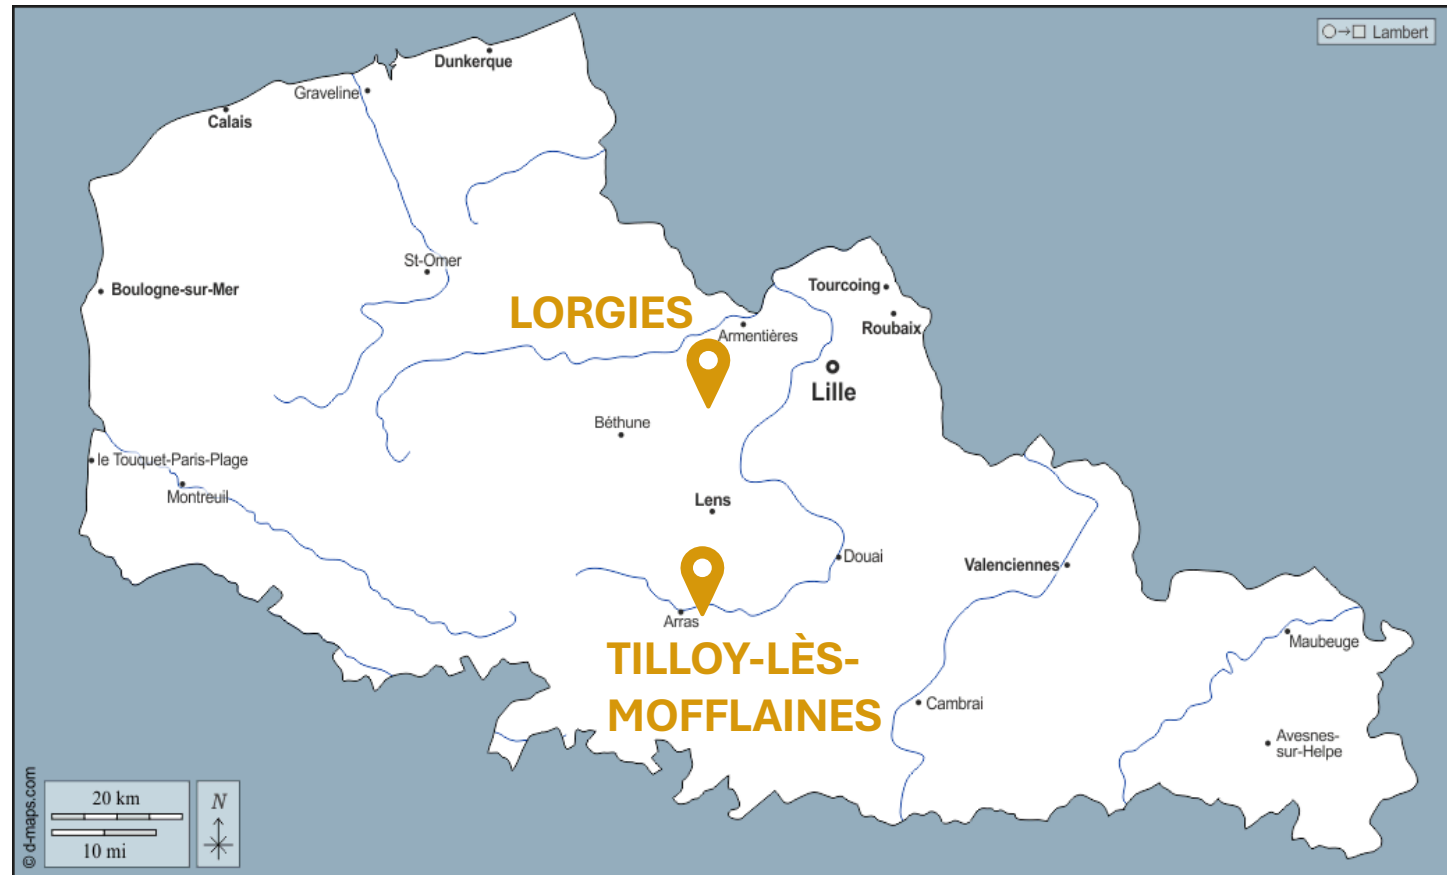 Lambert
Dunkerque
Graveline
Calais
St-Omer
Boulogne-sur-Mer
Tourcoing
LORGIES
Roubaix
Armentières
Lille
Béthune
le Touquet-Paris-Plage
Montreuil
Lens
Douai
Valenciennes
Arras
Maubeuge
TILLOY-LÈS-
MOFFLAINES
Cambrai
Avesnes-
sur-Helpe
© d-maps.com
20 km
10 mi
N